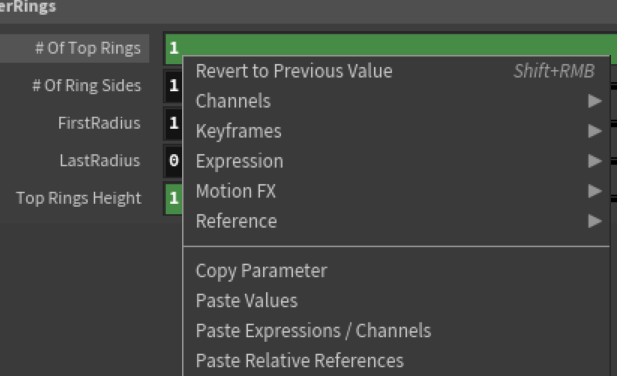 erRings
# Of Top Rings 1
Revert to Previous Value Shift+RMB
# Of Ring Sides 1
Channels
FirstRadius 1
Keyframes
LastRadius 0
Expression
Top Rings Height 1
Motion FX
Reference
Copy Parameter
Paste Values
Paste Expressions / Channels
Paste Relative References